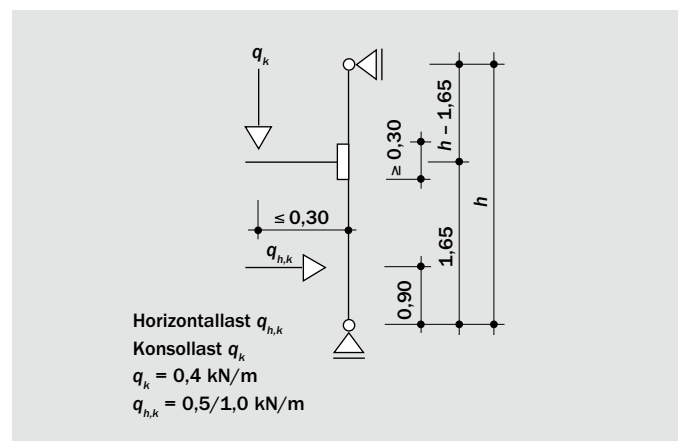 q_k
h – 1,65
≥ 0,30
h
≤ 0,30
1,65
q_h,k
0,90
Horizontallast q_h,k
Konsollast q_k
q_k = 0,4 kN/m
q_h,k = 0,5/1,0 kN/m